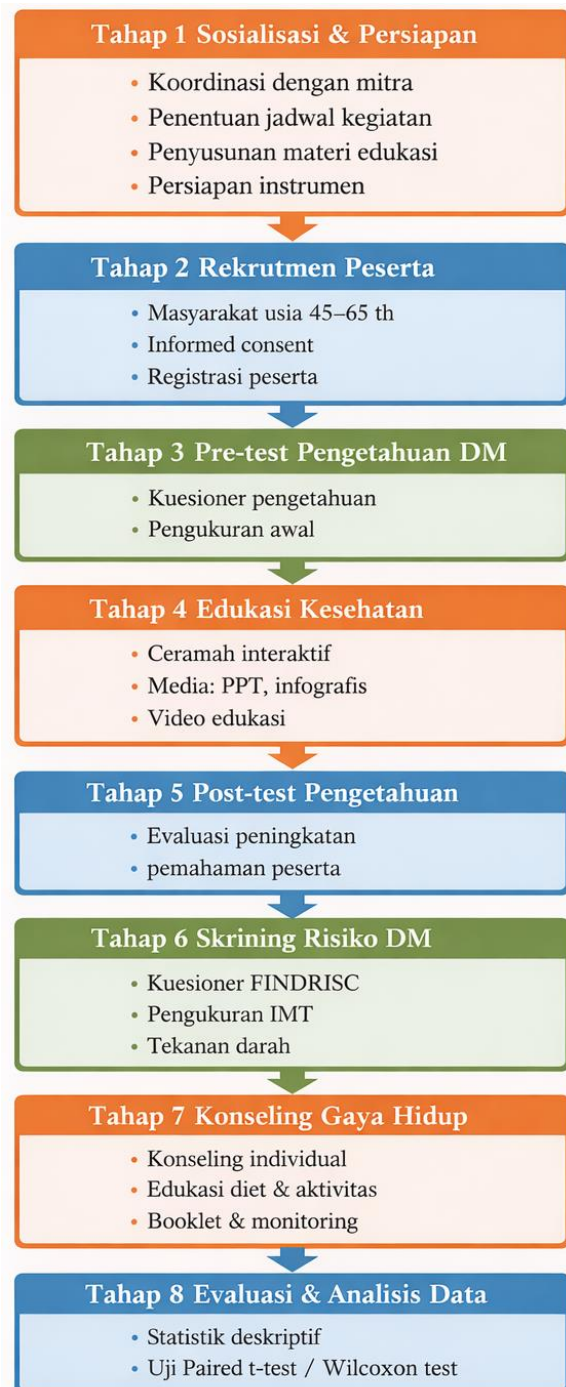 Tahap 1 Sosialisasi & Persiapan
• Koordinasi dengan mitra
• Penentuan jadwal kegiatan
• Penyusunan materi edukasi
• Persiapan instrumen
Tahap 2 Rekrutmen Peserta
• Masyarakat usia 45–65 th
• Informed consent
• Registrasi peserta
Tahap 3 Pre-test Pengetahuan DM
• Kuesioner pengetahuan
• Pengukuran awal
Tahap 4 Edukasi Kesehatan
• Ceramah interaktif
• Media: PPT, infografis
• Video edukasi
Tahap 5 Post-test Pengetahuan
• Evaluasi peningkatan
• pemahaman peserta
Tahap 6 Skrining Risiko DM
• Kuesioner FINDRISC
• Pengukuran IMT
• Tekanan darah
Tahap 7 Konseling Gaya Hidup
• Konseling individual
• Edukasi diet & aktivitas
• Booklet & monitoring
Tahap 8 Evaluasi & Analisis Data
• Statistik deskriptif
• Uji Paired t-test / Wilcoxon test